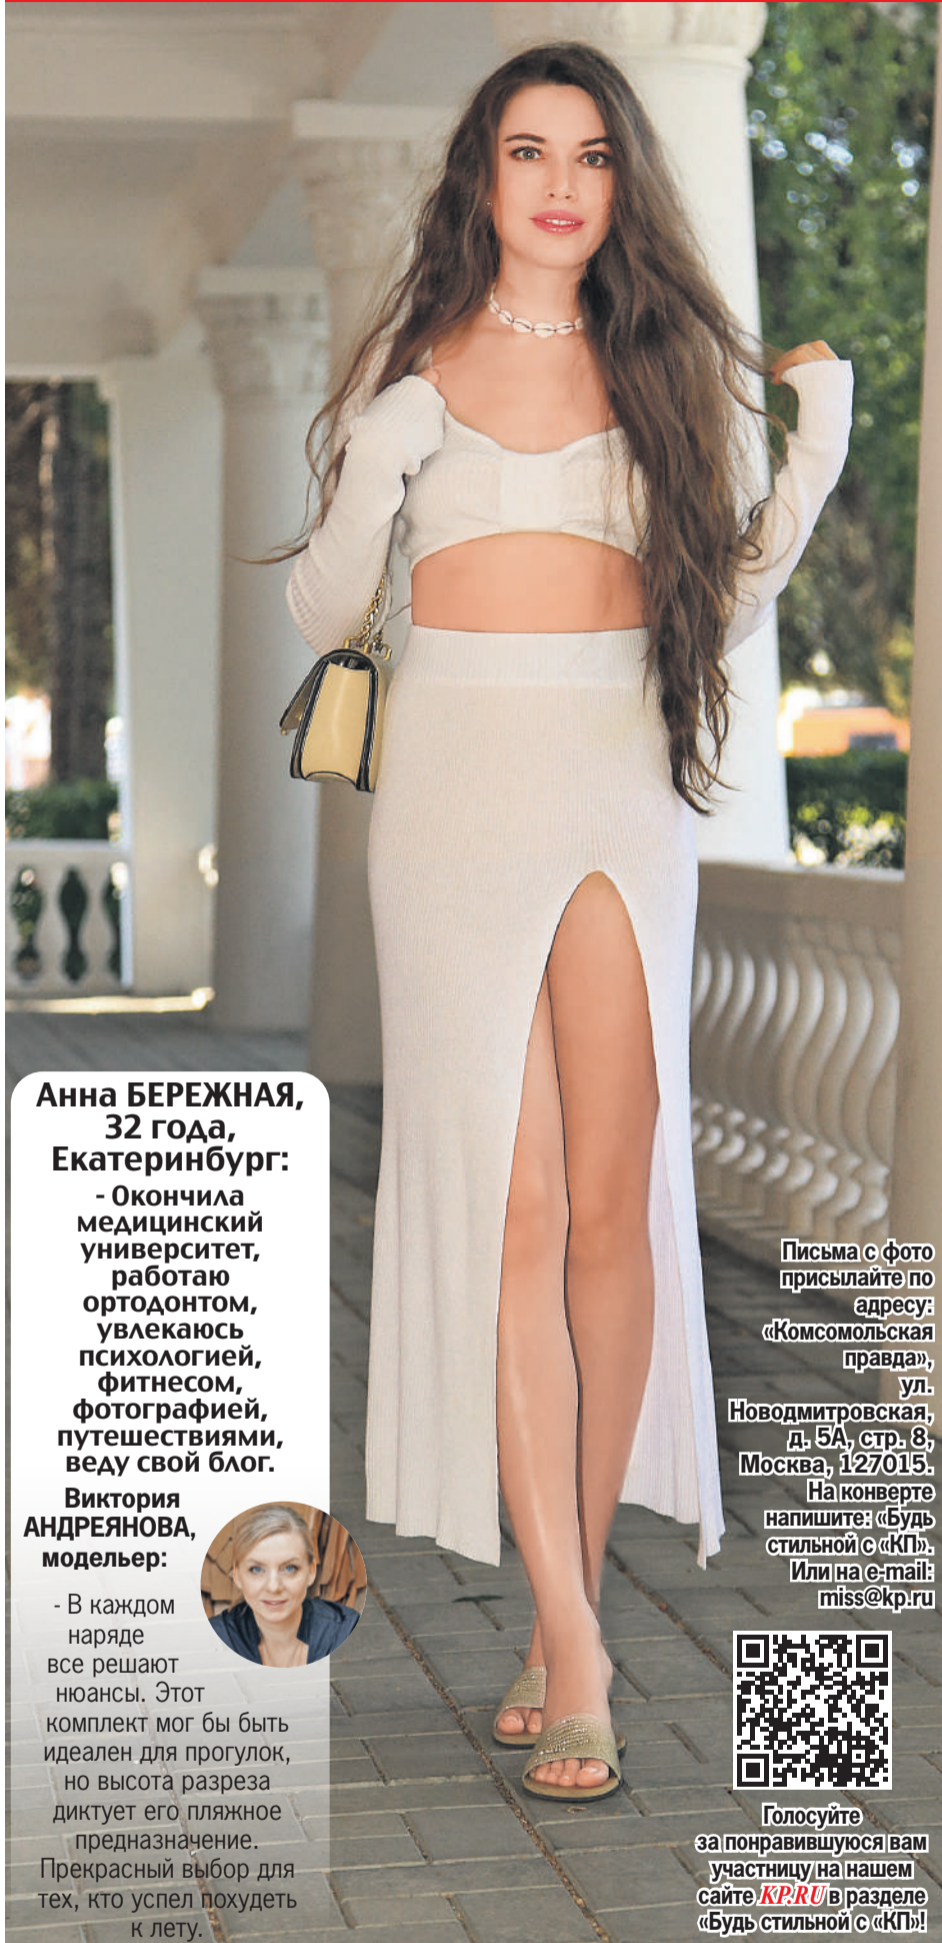 Анна БЕРЕЖНАЯ,
32 года,
Екатеринбург:
- Окончила
медицинский
университет,
работаю
ортодонтом,
увлекаюсь
психологией,
фитнесом,
фотографией,
путешествиями,
веду свой блог.
Виктория
АНДРЕЯНОВА,
модельер:
- В каждом
наряде
все решают
нюансы. Этот
комплект мог бы быть
идеален для прогулок,
но высота разреза
диктует его пляжное
предназначение.
Прекрасный выбор для
тех, кто успел похудеть
к лету.
Письма с фото
присылайте по
адресу:
«Комсомольская
правда»,
ул.
Новодмитровская,
д. 5А, стр. 8,
Москва, 127015.
На конверте
напишите: «Будь
стильной с «КП».
Или на e-mail:
miss@kp.ru
Голосуйте
за понравившуюся вам
участницу на нашем
сайте KP.RU в разделе
«Будь стильной с «КП»!